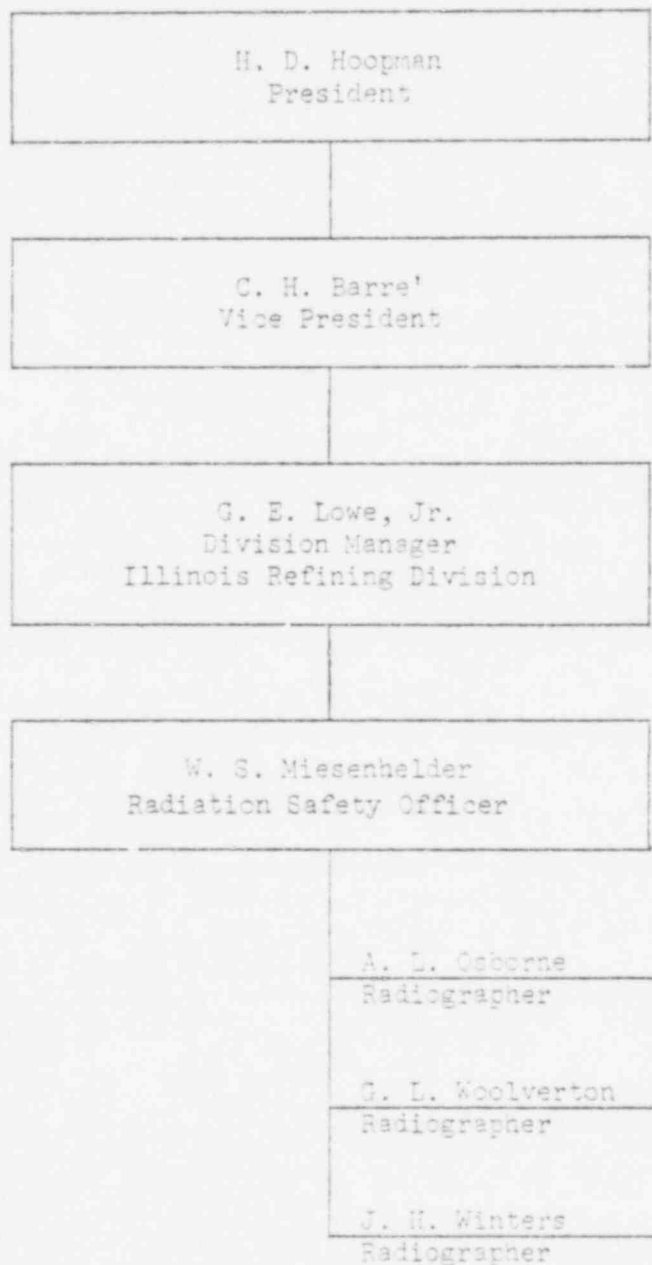 H. D. Hoopman
President
C. H. Barre'
Vice President
G. E. Lowe, Jr.
Division Manager
Illinois Refining Division
W. S. Miesenhelder
Radiation Safety Officer
A. L. Osborne
Radiographer
G. L. Woolverton
Radiographer
J. H. Winters
Radiographer